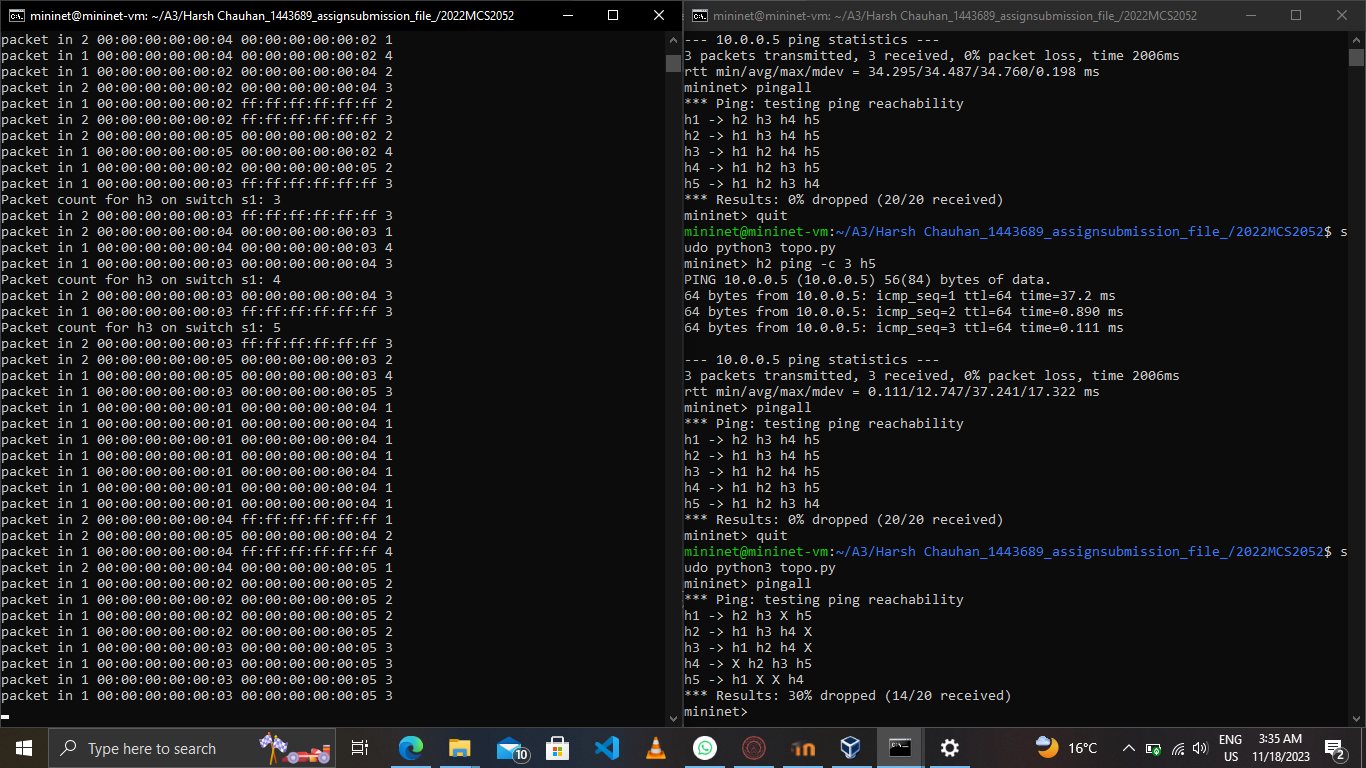 mininet@mininet-vm: ~/A3/Harsh Chauhan_1443689_assignsubmission_file_/2022MCS2052
packet in 2 00:00:00:00:00:04 00:00:00:00:00:02 1
packet in 1 00:00:00:00:00:04 00:00:00:00:00:02 4
packet in 1 00:00:00:00:00:02 00:00:00:00:00:04 2
packet in 2 00:00:00:00:00:02 00:00:00:00:00:04 3
packet in 1 00:00:00:00:00:02 ff:ff:ff:ff:ff:ff 2
packet in 2 00:00:00:00:00:02 ff:ff:ff:ff:ff:ff 3
packet in 2 00:00:00:00:00:05 00:00:00:00:00:02 2
packet in 1 00:00:00:00:00:05 00:00:00:00:00:02 4
packet in 1 00:00:00:00:00:02 00:00:00:00:00:05 2
packet in 1 00:00:00:00:00:03 ff:ff:ff:ff:ff:ff 3
Packet count for h3 on switch s1: 3
packet in 2 00:00:00:00:00:03 ff:ff:ff:ff:ff:ff 3
packet in 2 00:00:00:00:00:04 00:00:00:00:00:03 1
packet in 1 00:00:00:00:00:04 00:00:00:00:00:03 4
packet in 1 00:00:00:00:00:03 00:00:00:00:00:04 3
Packet count for h3 on switch s1: 4
packet in 2 00:00:00:00:00:03 00:00:00:00:00:04 3
packet in 1 00:00:00:00:00:03 ff:ff:ff:ff:ff:ff 3
Packet count for h3 on switch s1: 5
packet in 2 00:00:00:00:00:03 ff:ff:ff:ff:ff:ff 3
packet in 2 00:00:00:00:00:05 00:00:00:00:00:03 2
packet in 1 00:00:00:00:00:05 00:00:00:00:00:03 4
packet in 1 00:00:00:00:00:03 00:00:00:00:00:05 3
packet in 1 00:00:00:00:00:01 00:00:00:00:00:04 1
packet in 1 00:00:00:00:00:01 00:00:00:00:00:04 1
packet in 1 00:00:00:00:00:01 00:00:00:00:00:04 1
packet in 1 00:00:00:00:00:01 00:00:00:00:00:04 1
packet in 1 00:00:00:00:00:01 00:00:00:00:00:04 1
packet in 1 00:00:00:00:00:01 00:00:00:00:00:04 1
packet in 1 00:00:00:00:00:01 00:00:00:00:00:04 1
packet in 2 00:00:00:00:00:04 ff:ff:ff:ff:ff:ff 1
packet in 2 00:00:00:00:00:05 00:00:00:00:00:04 2
packet in 1 00:00:00:00:00:04 ff:ff:ff:ff:ff:ff 4
packet in 2 00:00:00:00:00:04 00:00:00:00:00:05 1
packet in 1 00:00:00:00:00:02 00:00:00:00:00:05 2
packet in 1 00:00:00:00:00:02 00:00:00:00:00:05 2
packet in 1 00:00:00:00:00:02 00:00:00:00:00:05 2
packet in 1 00:00:00:00:00:02 00:00:00:00:00:05 2
packet in 1 00:00:00:00:00:03 00:00:00:00:00:05 3
packet in 1 00:00:00:00:00:03 00:00:00:00:00:05 3
packet in 1 00:00:00:00:00:03 00:00:00:00:00:05 3
packet in 1 00:00:00:00:00:03 00:00:00:00:00:05 3
mininet@mininet-vm: ~/A3/Harsh Chauhan_1443689_assignsubmission_file_/2022MCS2052
--- 10.0.0.5 ping statistics ---
3 packets transmitted, 3 received, 0% packet loss, time 2006ms
rtt min/avg/max/mdev = 34.295/34.487/34.760/0.198 ms
mininet> pingall
*** Ping: testing ping reachability
h1 -> h2 h3 h4 h5
h2 -> h1 h3 h4 h5
h3 -> h1 h2 h4 h5
h4 -> h1 h2 h3 h5
h5 -> h1 h2 h3 h4
*** Results: 0% dropped (20/20 received)
mininet> quit
mininet@mininet-vm:~/A3/Harsh Chauhan_1443689_assignsubmission_file_/2022MCS2052$ s
udo python3 topo.py
mininet> h2 ping -c 3 h5
PING 10.0.0.5 (10.0.0.5) 56(84) bytes of data.
64 bytes from 10.0.0.5: icmp_seq=1 ttl=64 time=37.2 ms
64 bytes from 10.0.0.5: icmp_seq=2 ttl=64 time=0.890 ms
64 bytes from 10.0.0.5: icmp_seq=3 ttl=64 time=0.111 ms
--- 10.0.0.5 ping statistics ---
3 packets transmitted, 3 received, 0% packet loss, time 2006ms
rtt min/avg/max/mdev = 0.111/12.747/37.241/17.322 ms
mininet> pingall
*** Ping: testing ping reachability
h1 -> h2 h3 h4 h5
h2 -> h1 h3 h4 h5
h3 -> h1 h2 h4 h5
h4 -> h1 h2 h3 h5
h5 -> h1 h2 h3 h4
*** Results: 0% dropped (20/20 received)
mininet> quit
mininet@mininet-vm:~/A3/Harsh Chauhan_1443689_assignsubmission_file_/2022MCS2052$ s
udo python3 topo.py
mininet> pingall
*** Ping: testing ping reachability
h1 -> h2 h3 X h5
h2 -> h1 h3 h4 X
h3 -> h1 h2 h4 X
h4 -> X h2 h3 h5
h5 -> h1 X X h4
*** Results: 30% dropped (14/20 received)
mininet>
Type here to search
10
16°C
ENG
US
3:35 AM
11/18/2023
2